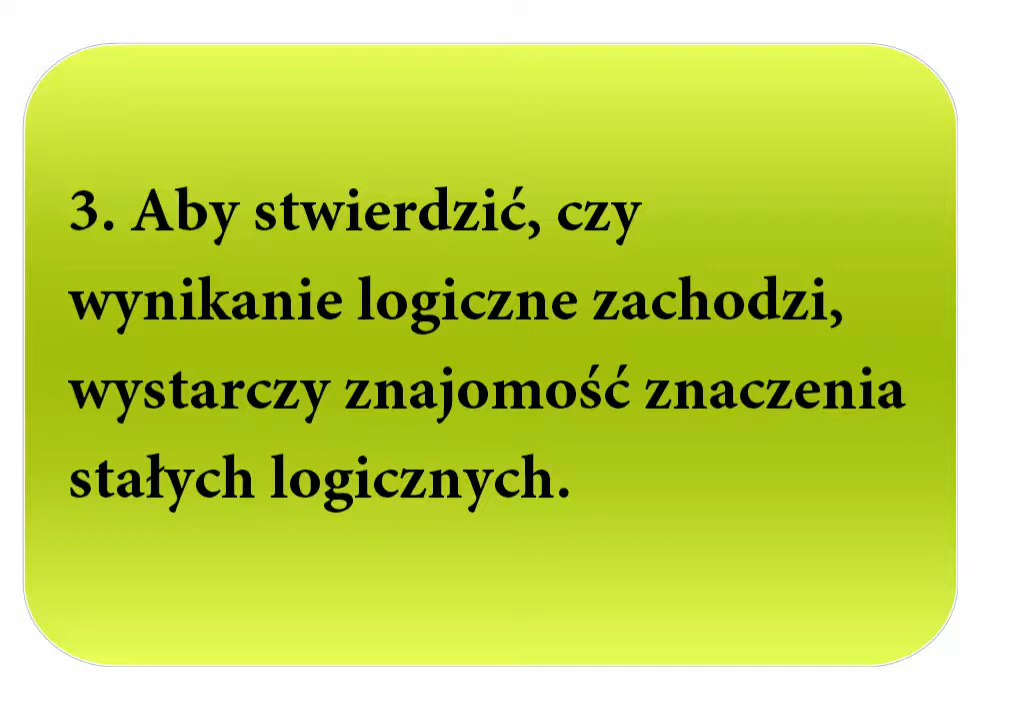 3. Aby stwierdzić, czy
wynikanie logiczne zachodzi,
wystarczy znajomość znaczenia
stałych logicznych.